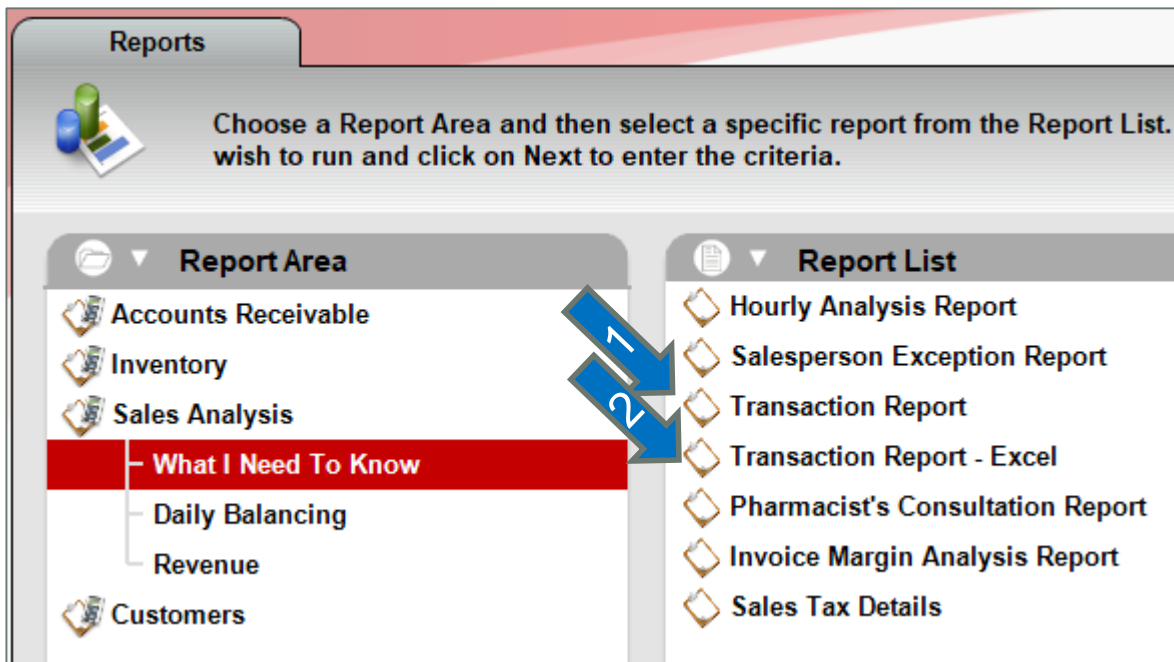 Reports
Choose a Report Area and then select a specific report from the Report List.
wish to run and click on Next to enter the criteria.
Report Area
Accounts Receivable
Inventory
Sales Analysis
What I Need To Know
Daily Balancing
Revenue
Customers
1
2
Report List
Hourly Analysis Report
Salesperson Exception Report
Transaction Report
Transaction Report - Excel
Pharmacist's Consultation Report
Invoice Margin Analysis Report
Sales Tax Details